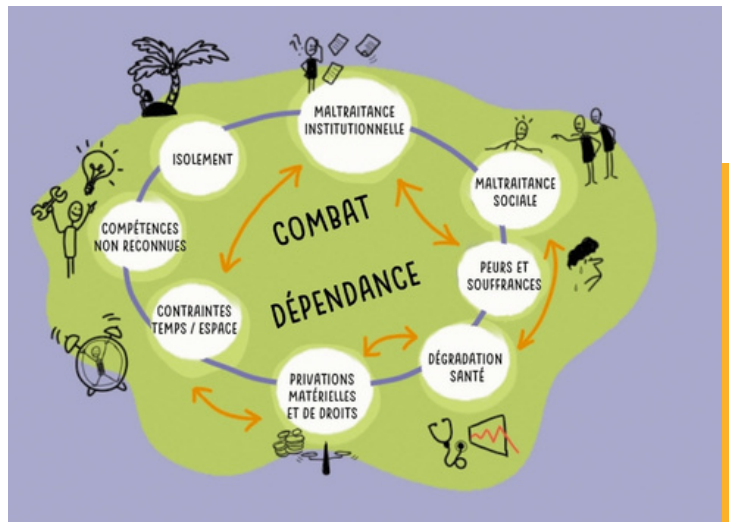 MALTRAITANCE
INSTITUTIONNELLE
ISOLEMENT
MALTRAITANCE
SOCIALE
COMPÉTENCES
NON RECONNUES
COMBAT
PEURS ET
SOUFFRANCES
DÉPENDANCE
CONTRAINTES
TEMPS / ESPACE
DÉGRADATION
SANTÉ
PRIVATIONS
MATÉRIELLES
ET DE DROITS
??